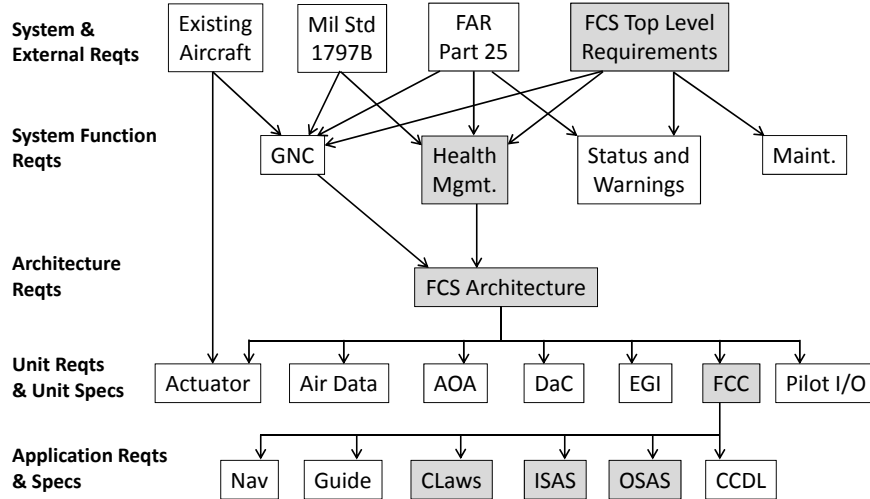 System &
External Reqts
Existing
Aircraft
Mil Std
1797B
FAR
Part 25
FCS Top Level
Requirements
System Function
Reqts
GNC
Health
Mgmt.
Status and
Warnings
Maint.
Architecture
Reqts
FCS Architecture
Unit Reqts
& Unit Specs
Actuator
Air Data
AOA
DaC
EGI
FCC
Pilot I/O
Application Reqts
& Specs
Nav
Guide
CLaws
ISAS
OSAS
CCDL